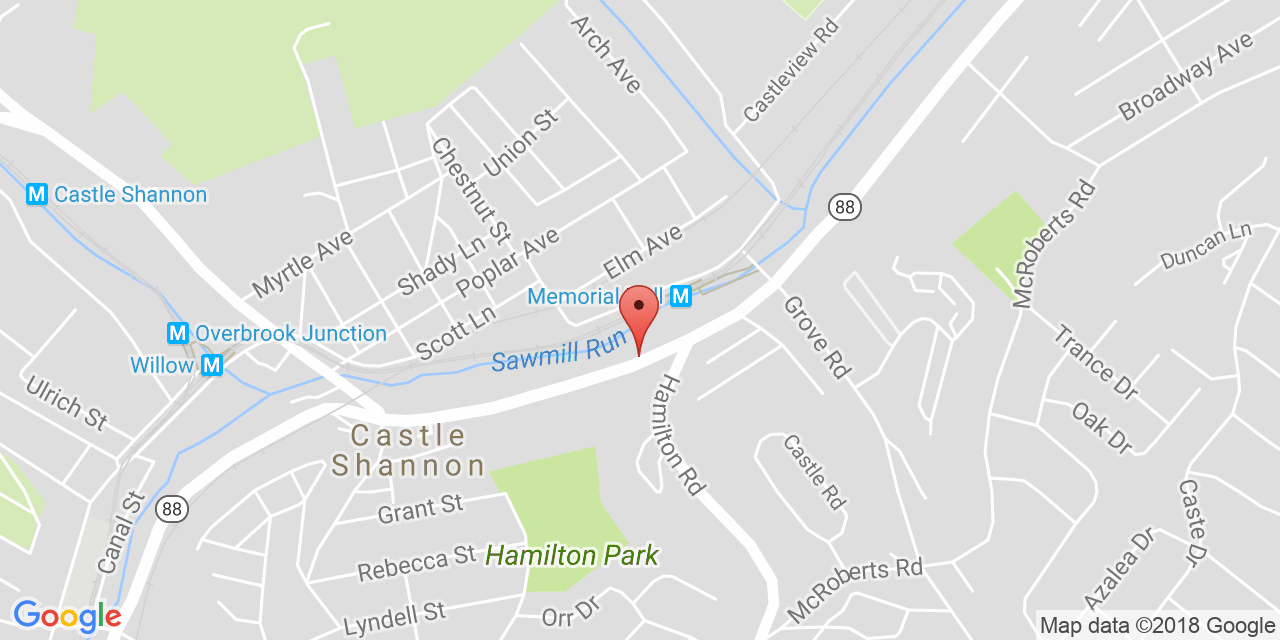 Arch Ave
Castleview Rd
Broadway Ave
Union St
Chestnut St
M Castle Shannon
88
McRoberts Rd
Duncan Ln
Myrtle Ave
Shady Ln
Poplar Ave
Elm Ave
Memorial M
M Overbrook Junction
Scott Ln
Sawmill Run
Grove Rd
Willow M
Trance Dr
Ulrich St
Hamilton Rd
Oak Dr
Castle
Shannon
Castle Rd
Grant St
88
Canal St
Caste Dr
Rebecca St
Hamilton Park
Azalea Dr
McRoberts Rd
Lyndell St
Orr Dr
Google
Map data ©2018 Google